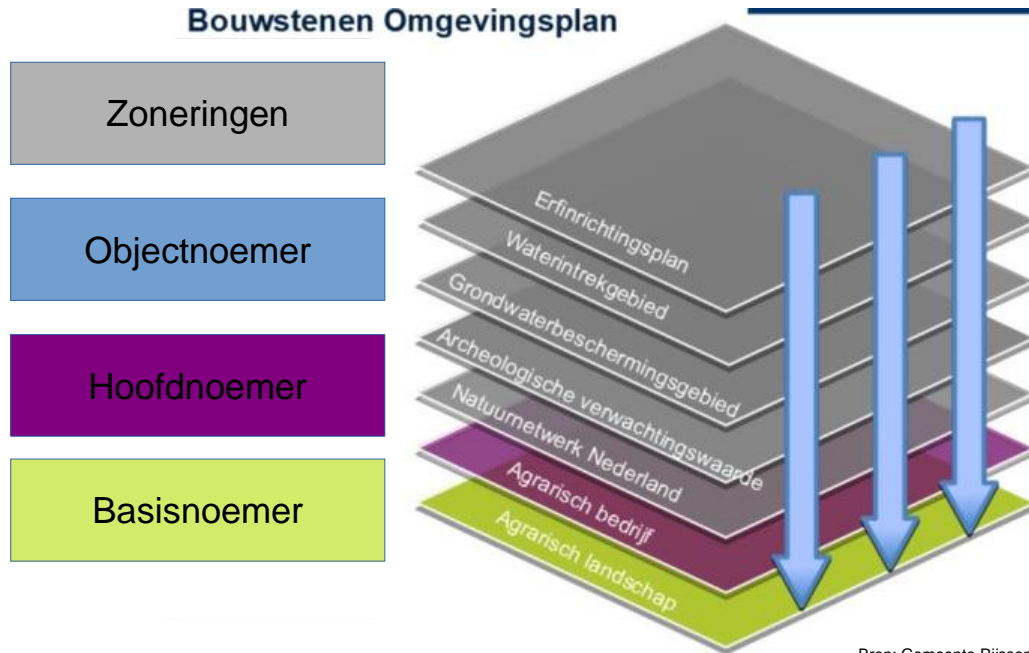 Bouwstenen Omgevingsplan
Zoneringen
Objectnoemer
Hoofdnoemer
Basisnoemer
Erfinrichtingsplan
Waterintrekgebied
Grondwaterbeschermingsgebied
Archeologische verwachtingswaarde
Natuurnetwerk Nederland
Agrarisch bedrijf
Agrarisch landschap